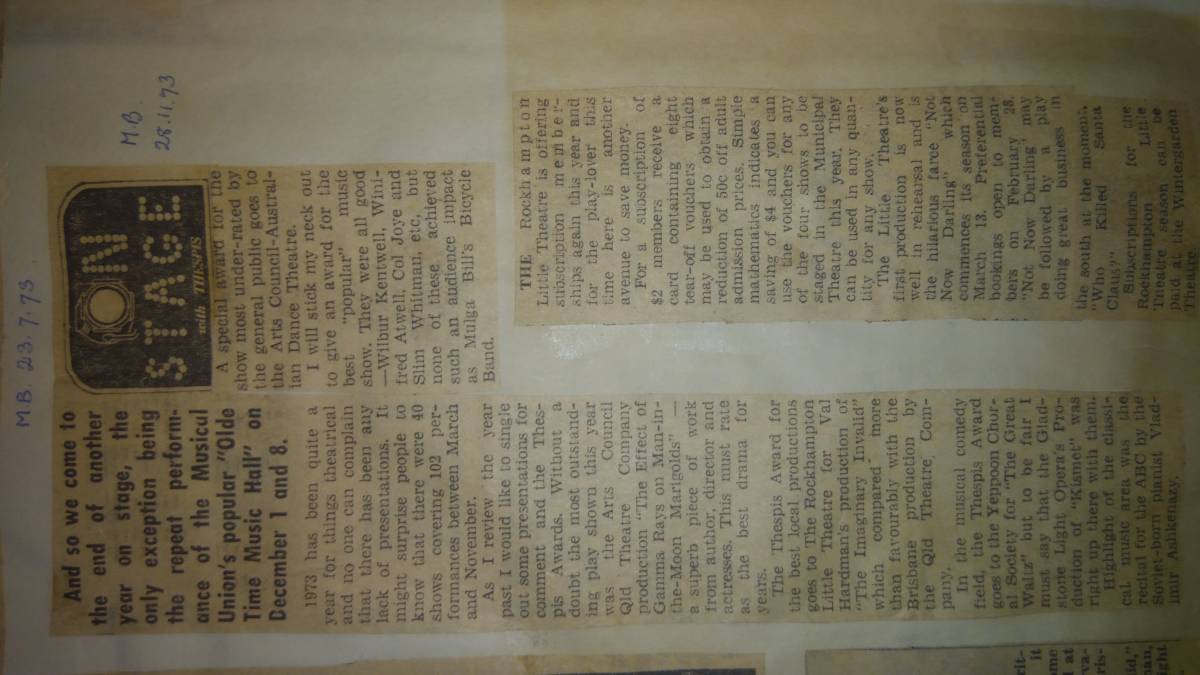 M.B. 23.7.73
M.B.
28.11.73
And so we come to
the end of another
year on stage, the
only exception being
the repeat perform-
ance of the Musical
Union's popular "Olde
Time Music Hall" on
December 1 and 8.
1973 has been quite a
year for things theatrical
and no one can complain
that there has been any
lack of presentations. It
might surprise people to
know that there were 40
shows covering 102 per-
formances between March
and November.
As I review the year
past I would like to single
out some presentations for
comment and the Thes-
pis Awards. Without a
doubt the most outstand-
ing play shown this year
was the Arts Council
Qld Theatre Company
production "The Effect of
Gamma Rays on Man-in-
the-Moon Marigolds" —
a superb piece of work
from author, director and
actresses. This must rate
as the best drama for
years.
The Thespis Award for
the best local productions
goes to The Rockhampton
Little Theatre for Val
Hardman's production of
"The Imaginary Invalid"
which compared more
than favourably with the
Brisbane production by
the Qld Theatre Com-
pany.
In the musical comedy
field, the Thespis Award
goes to the Yeppoon Chor-
al Society for "The Great
Waltz" but to be fair I
must say that the Glad-
stone Light Opera's Pro-
duction of "Kismet" was
right up there with them.
Highlight of the classi-
cal music area was the
recital for the ABC by the
Soviet-born pianist Vlad-
imir Ashkenazy.
ON
STAGE
with THESPIS
A special award for the
show most under-rated by
the general public goes to
the Arts Council-Austral-
ian Dance Theatre.
I will stick my neck out
to give an award for the
best "popular" music
show. They were all good
—Wilbur Kentwell, Wini-
fred Atwell, Col Joye and
Slim Whitman, etc, but
none of these achieved
such an audience impact
as Mulga Bill's Bicycle
Band.
THE Rockhampton
Little Theatre is offering
subscription member-
ships again this year and
for the play-lover this
time here is another
avenue to save money.
For a subscription of
$2 members receive a
card containing eight
tear-off vouchers which
may be used to obtain a
reduction of 50c off adult
admission prices. Simple
mathematics indicates a
saving of $4 and you can
use the vouchers for any
of the four shows to be
staged in the Municipal
Theatre this year. They
can be used in any quan-
tity for any show.
The Little Theatre's
first production is now
well in rehearsal and is
the hilarious farce "Not
Now Darling" which
commences its season on
March 13. Preferential
bookings open to mem-
bers on February 28.
"Not Now Darling" may
be followed by a play
doing great business in
the south at the moment,
"Who Killed Santa
Claus?"
Subscriptions for the
Rockhampton Little
Theatre season can be
paid at the Wintergarden
Theatre.